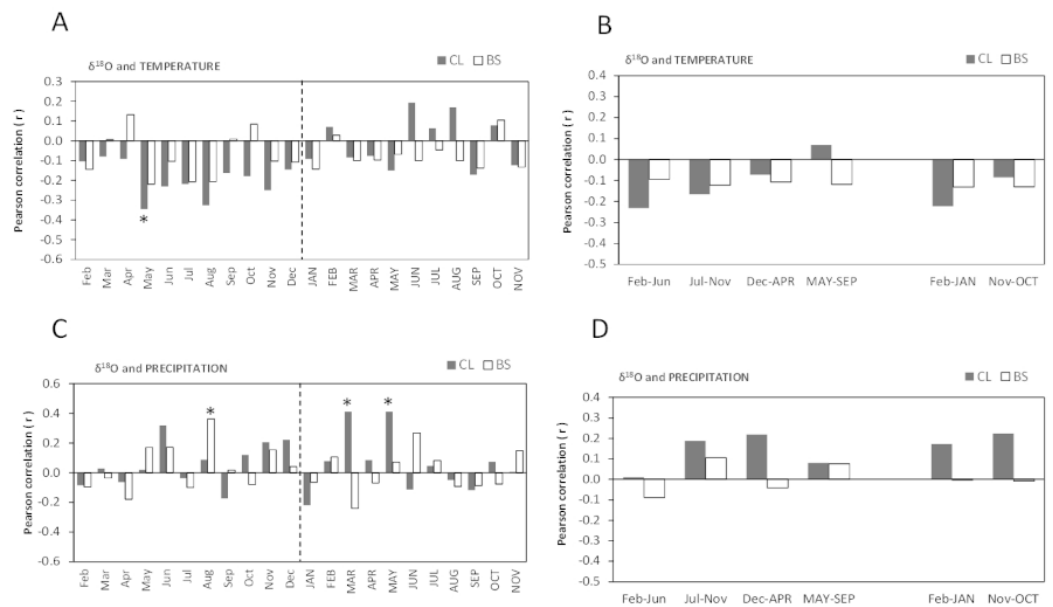 A
δ¹⁸O and TEMPERATURE
CL BS
Pearson correlation ( r )
0.3
0.2
0.1
0.0
-0.1
-0.2
-0.3
-0.4
-0.5
-0.6
*
Feb Mar Apr May Jun Jul Aug Sep Oct Nov Dec JAN FEB MAR APR MAY JUN JUL AUG SEP OCT NOV
B
δ¹⁸O and TEMPERATURE
CL BS
Pearson correlation ( r )
0.4
0.3
0.2
0.1
0.0
-0.1
-0.2
-0.3
-0.4
-0.5
Feb-Jun Jul-Nov Dec-APR MAY-SEP Feb-JAN Nov-OCT
C
δ¹⁸O and PRECIPITATION
CL BS
Pearson correlation ( r )
0.6
0.4
0.2
0.0
-0.2
-0.4
-0.6
* * *
Feb Mar Apr May Jun Jul Aug Sep Oct Nov Dec JAN FEB MAR APR MAY JUN JUL AUG SEP OCT NOV
D
δ¹⁸O and PRECIPITATION
CL BS
Pearson correlation ( r )
0.4
0.3
0.2
0.1
0.0
-0.1
-0.2
-0.3
-0.4
-0.5
Feb-Jun Jul-Nov Dec-APR MAY-SEP Feb-JAN Nov-OCT